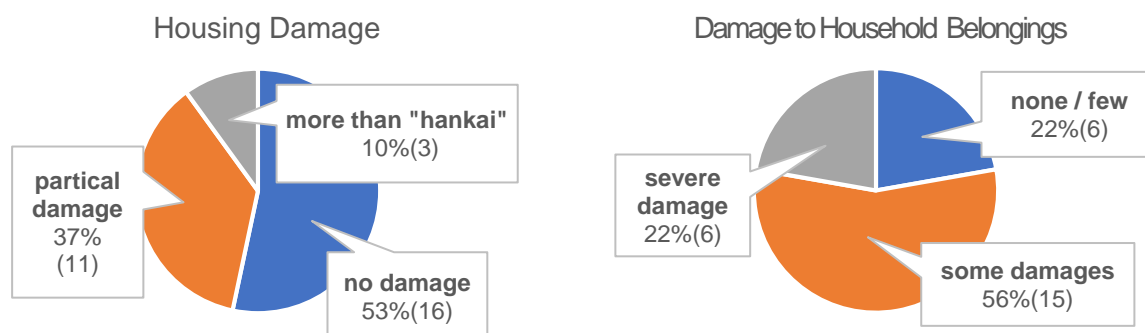 Housing Damage
more than "hankai"
10%(3)
partical
damage
37%
(11)
no damage
53%(16)
Damage to Household Belongings
none / few
22%(6)
severe
damage
22%(6)
some damages
56%(15)